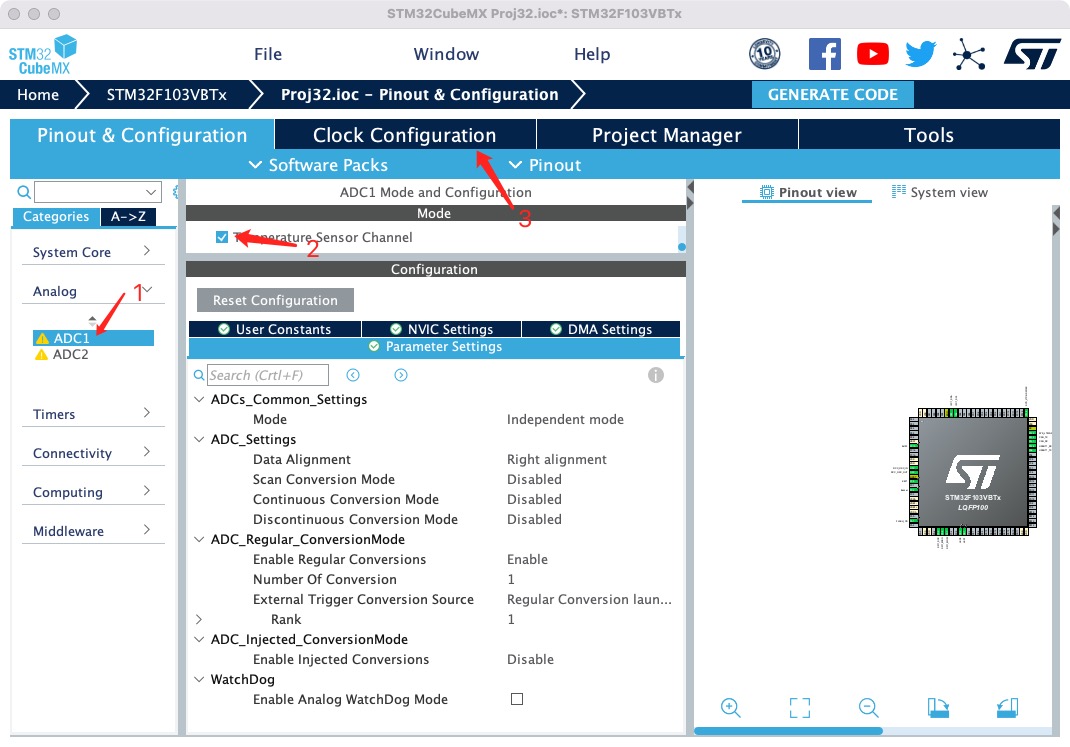 STM32CubeMX Proj32.ioc*: STM32F103VBTx
STM32
CubeMX
File
Window
Help
10
Home
STM32F103VBTx
Proj32.ioc - Pinout & Configuration
GENERATE CODE
Pinout & Configuration
Clock Configuration
Project Manager
Tools
Software Packs
Pinout
Categories
A->Z
System Core
Analog
1
ADC1
ADC2
Timers
Connectivity
Computing
Middleware
ADC1 Mode and Configuration
3
Mode
Temperature Sensor Channel
2
Configuration
Reset Configuration
User Constants
NVIC Settings
DMA Settings
Parameter Settings
Search (Crtl+F)
ADCs_Common_Settings
Mode
Independent mode
ADC_Settings
Data Alignment
Right alignment
Scan Conversion Mode
Disabled
Continuous Conversion Mode
Disabled
Discontinuous Conversion Mode
Disabled
ADC_Regular_ConversionMode
Enable Regular Conversions
Enable
Number Of Conversion
1
External Trigger Conversion Source
Regular Conversion laun...
Rank
1
ADC_Injected_ConversionMode
Enable Injected Conversions
Disable
WatchDog
Enable Analog WatchDog Mode
Pinout view
System view
STM32F103VBTx
LQFP100